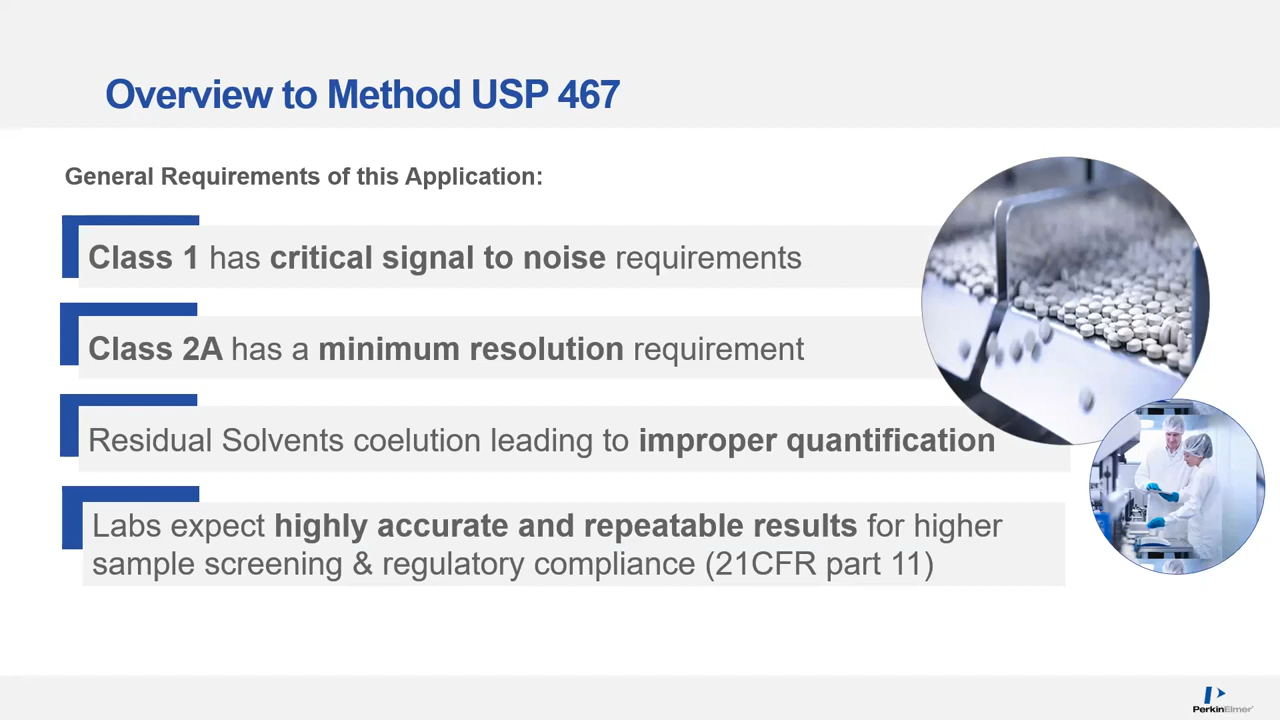 Overview to Method USP 467
General Requirements of this Application:
Class 1 has critical signal to noise requirements
Class 2A has a minimum resolution requirement
Residual Solvents coelution leading to improper quantification
Labs expect highly accurate and repeatable results for higher
sample screening & regulatory compliance (21CFR part 11)
PerkinElmer